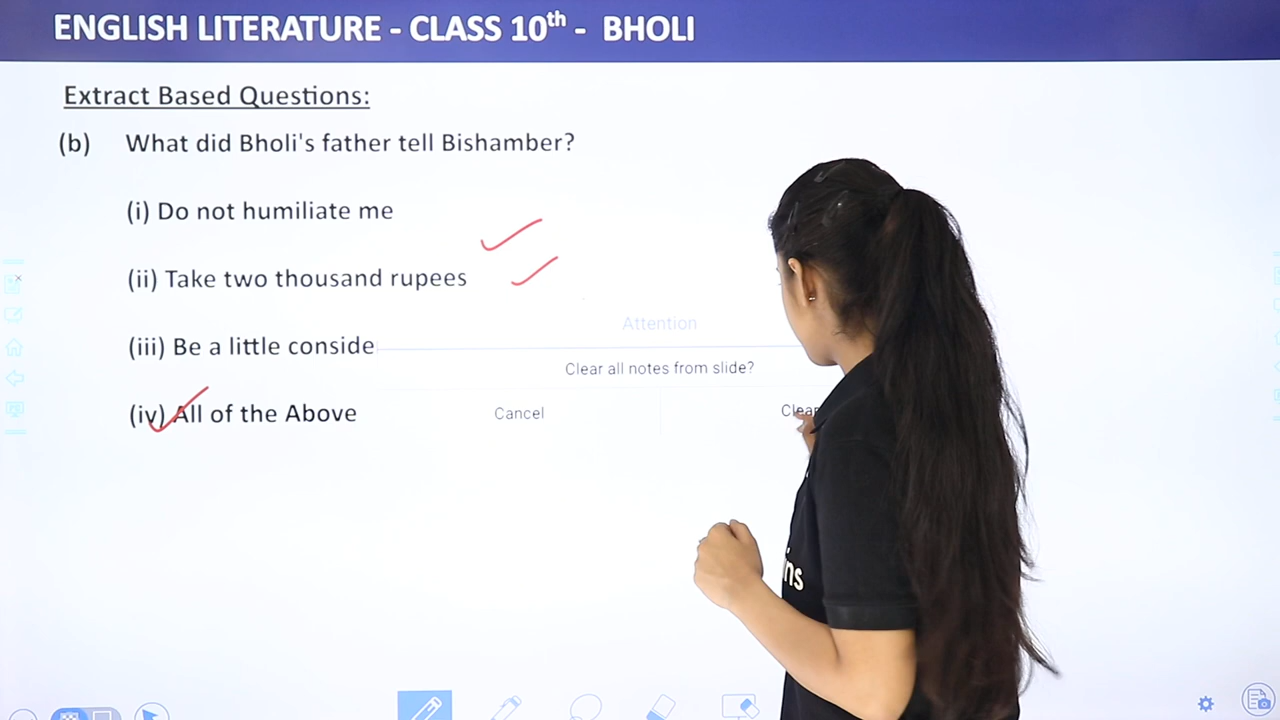 ENGLISH LITERATURE - CLASS 10th - BHOLI
Extract Based Questions:
(b) What did Bholi's father tell Bishamber?
(i) Do not humiliate me
(ii) Take two thousand rupees
Attention
(iii) Be a little conside
Clear all notes from slide?
(iv) All of the Above
Cancel
Clear
ns